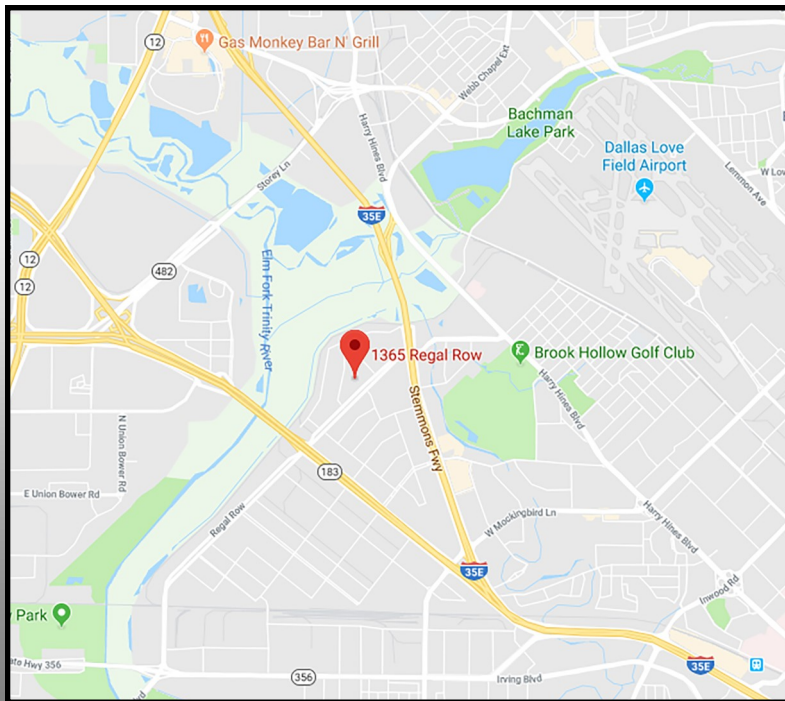 12
Gas Monkey Bar N' Grill
Webb Chapel Ext
Harry Hines Blvd
Bachman
Lake Park
Dallas Love
Field Airport
Lemmon Ave
W Lov
Storey Ln
35E
12
12
482
Elm Fork Trinity River
1365 Regal Row
Brook Hollow Golf Club
Harry Hines Blvd
Stemmons Fwy
N Union Bower Rd
183
E Union Bower Rd
Regal Row
W Mockingbird Ln
Harry Hines Blvd
35E
Inwood Rd
Park
Hwy 356
356
Irving Blvd
35E